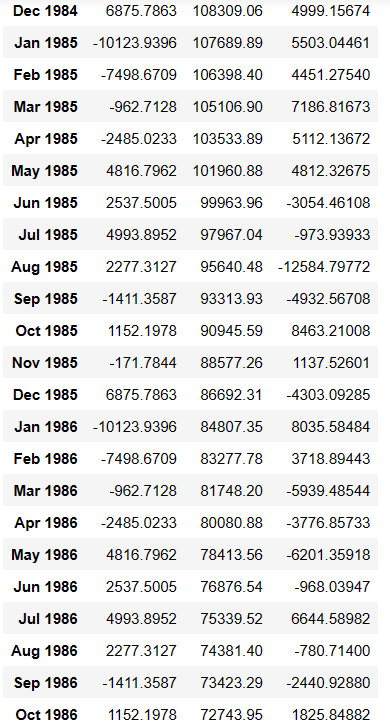 Dec 1984 6875.7863 108309.06 4999.15674
Jan 1985 -10123.9396 107689.89 5503.04461
Feb 1985 -7498.6709 106398.40 4451.27540
Mar 1985 -962.7128 105106.90 7186.81673
Apr 1985 -2485.0233 103533.89 5112.13672
May 1985 4816.7962 101960.88 4812.32675
Jun 1985 2537.5005 99963.96 -3054.46108
Jul 1985 4993.8952 97967.04 -973.93933
Aug 1985 2277.3127 95640.48 -12584.79772
Sep 1985 -1411.3587 93313.93 -4932.56708
Oct 1985 1152.1978 90945.59 8463.21008
Nov 1985 -171.7844 88577.26 1137.52601
Dec 1985 6875.7863 86692.31 -4303.09285
Jan 1986 -10123.9396 84807.35 8035.58484
Feb 1986 -7498.6709 83277.78 3718.89443
Mar 1986 -962.7128 81748.20 -5939.48544
Apr 1986 -2485.0233 80080.88 -3776.85733
May 1986 4816.7962 78413.56 -6201.35918
Jun 1986 2537.5005 76876.54 -968.03947
Jul 1986 4993.8952 75339.52 6644.58982
Aug 1986 2277.3127 74381.40 -780.71400
Sep 1986 -1411.3587 73423.29 -2440.92880
Oct 1986 1152.1978 72743.95 1825.84882